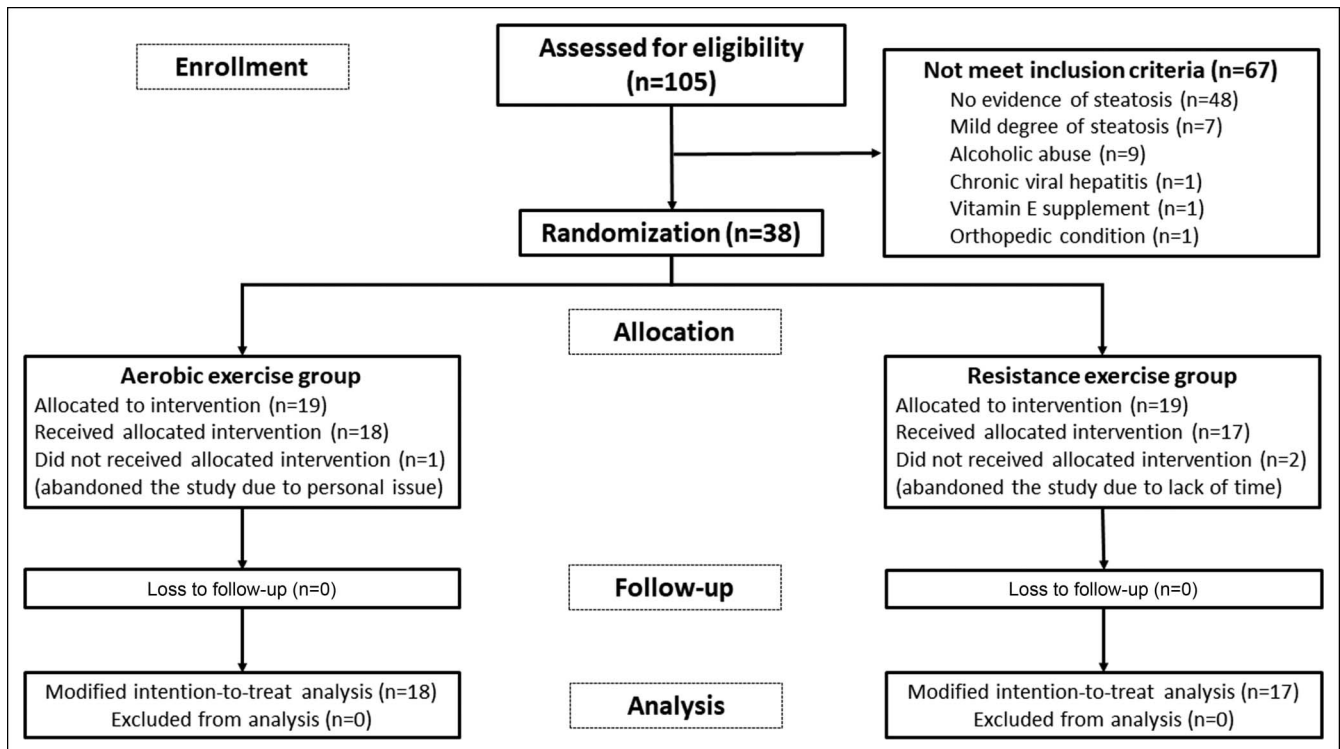 Enrollment
Assessed for eligibility
(n=105)
Not meet inclusion criteria (n=67)
No evidence of steatosis (n=48)
Mild degree of steatosis (n=7)
Alcoholic abuse (n=9)
Chronic viral hepatitis (n=1)
Vitamin E supplement (n=1)
Orthopedic condition (n=1)
Randomization (n=38)
Allocation
Aerobic exercise group
Allocated to intervention (n=19)
Received allocated intervention (n=18)
Did not received allocated intervention (n=1)
(abandoned the study due to personal issue)
Resistance exercise group
Allocated to intervention (n=19)
Received allocated intervention (n=17)
Did not received allocated intervention (n=2)
(abandoned the study due to lack of time)
Loss to follow-up (n=0)
Follow-up
Loss to follow-up (n=0)
Modified intention-to-treat analysis (n=18)
Excluded from analysis (n=0)
Analysis
Modified intention-to-treat analysis (n=17)
Excluded from analysis (n=0)